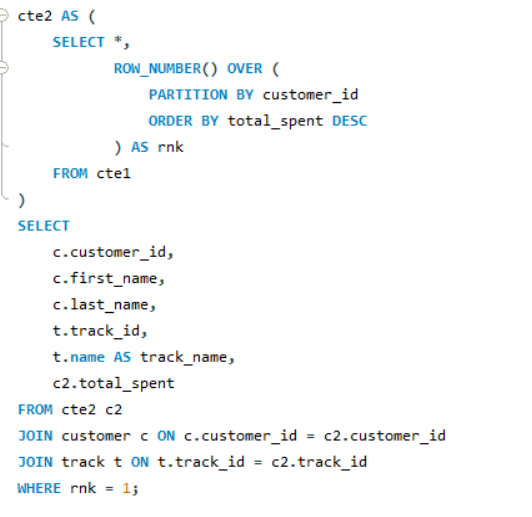 cte2 AS (
    SELECT *,
           ROW_NUMBER() OVER (
               PARTITION BY customer_id
               ORDER BY total_spent DESC
           ) AS rnk
    FROM cte1
)
SELECT
    c.customer_id,
    c.first_name,
    c.last_name,
    t.track_id,
    t.name AS track_name,
    c2.total_spent
FROM cte2 c2
JOIN customer c ON c.customer_id = c2.customer_id
JOIN track t ON t.track_id = c2.track_id
WHERE rnk = 1;